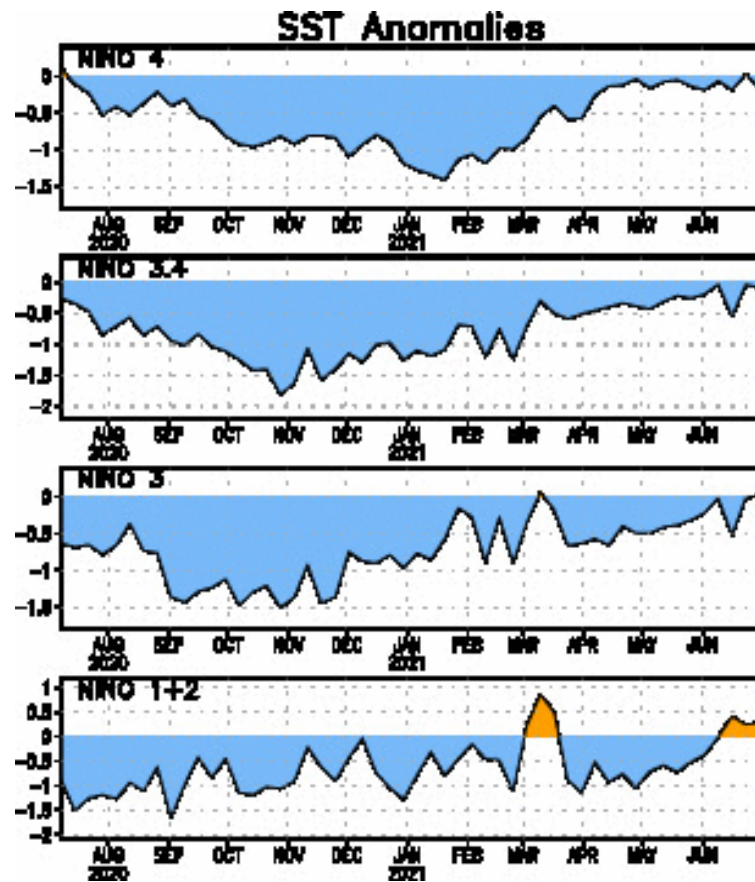 SST Anomalies
NINO 4
0
-0.5
-1
-1.5
AUG SEP OCT NOV DEC JAN FEB MAR APR MAY JUN
2020 2021
NINO 3.4
0
-0.5
-1
-1.5
-2
AUG SEP OCT NOV DEC JAN FEB MAR APR MAY JUN
2020 2021
NINO 3
0
-0.5
-1
-1.5
AUG SEP OCT NOV DEC JAN FEB MAR APR MAY JUN
2020 2021
NINO 1+2
1
0.5
0
-0.5
-1
-1.5
-2
AUG SEP OCT NOV DEC JAN FEB MAR APR MAY JUN
2020 2021